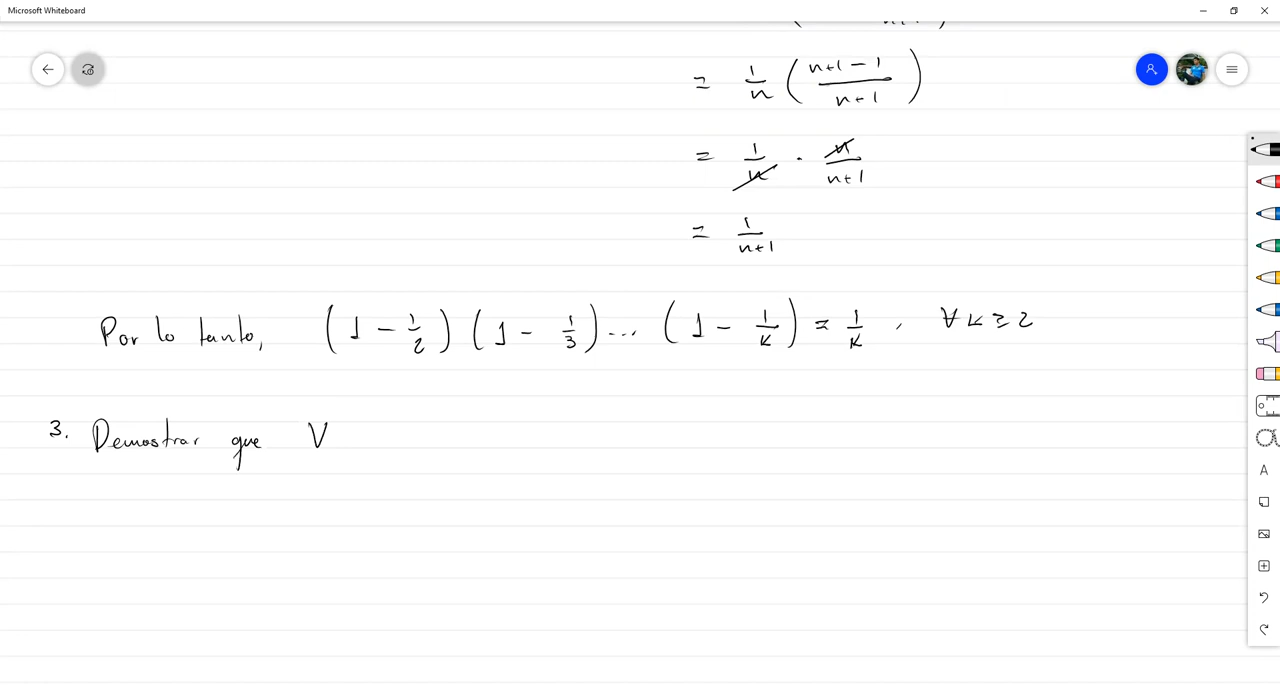 Microsoft Whiteboard
= 1/n ( (n+1 - 1)/(n+1) )
= 1/n · n/(n+1)
= 1/(n+1)
Por lo tanto, (1 - 1/2) (1 - 1/3) ... (1 - 1/k) = 1/k , ∀ k ≥ 2
3. Demostrar que V
A